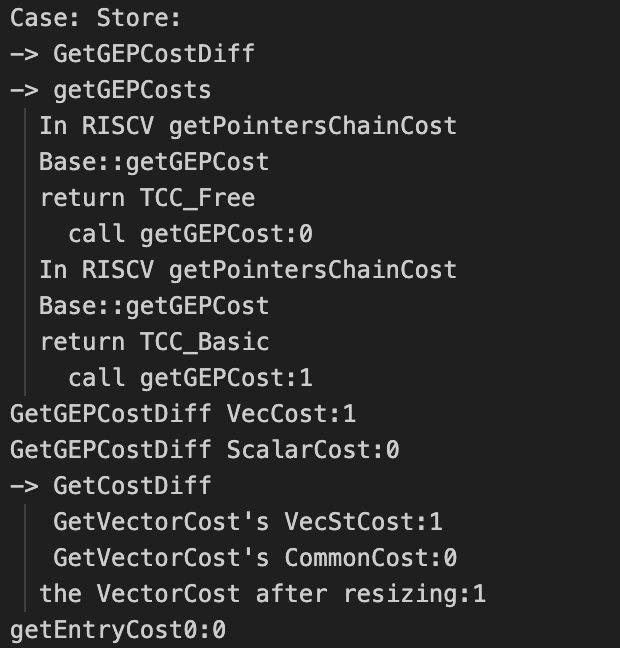 Case: Store:
-> GetGEPCostDiff
-> getGEPCosts
In RISCV getPointersChainCost
Base::getGEPCost
return TCC_Free
call getGEPCost:0
In RISCV getPointersChainCost
Base::getGEPCost
return TCC_Basic
call getGEPCost:1
GetGEPCostDiff VecCost:1
GetGEPCostDiff ScalarCost:0
-> GetCostDiff
GetVectorCost's VecStCost:1
GetVectorCost's CommonCost:0
the VectorCost after resizing:1
getEntryCost0:0